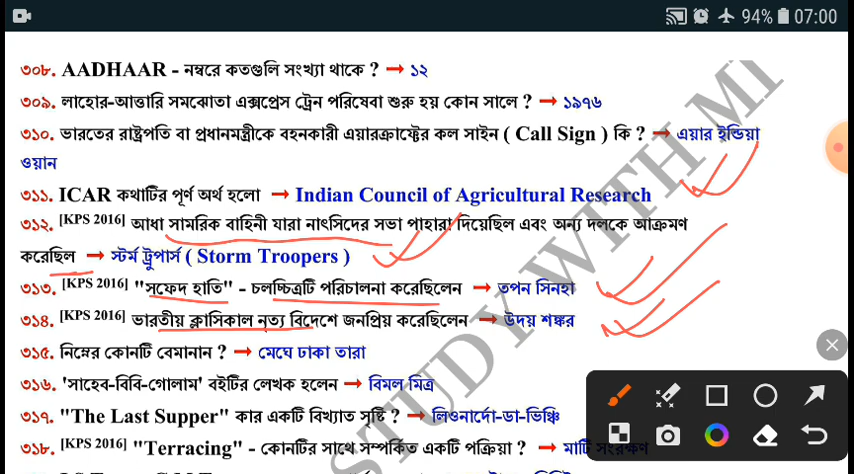 94% 07:00
৩০৮. AADHAAR - নম্বরে কতগুলি সংখ্যা থাকে ? → ১২
৩০৯. লাহোর-আত্তারি সমঝোতা এক্সপ্রেস ট্রেন পরিষেবা শুরু হয় কোন সালে ? → ১৯৭৬
৩১০. ভারতের রাষ্ট্রপতি বা প্রধানমন্ত্রীকে বহনকারী এয়ারক্রাফ্টের কল সাইন ( Call Sign ) কি ? → এয়ার ইন্ডিয়া
ওয়ান
৩১১. ICAR কথাটির পূর্ণ অর্থ হলো → Indian Council of Agricultural Research
৩১২. [KPS 2016] আধা সামরিক বাহিনী যারা নাৎসিদের সভা পাহারা দিয়েছিল এবং অন্য দলকে আক্রমণ
করেছিল → স্টর্ম ট্রুপার্স ( Storm Troopers )
৩১৩. [KPS 2016] "সফেদ হাতি" - চলচ্চিত্রটি পরিচালনা করেছিলেন → তপন সিনহা
৩১৪. [KPS 2016] ভারতীয় ক্লাসিকাল নৃত্য বিদেশে জনপ্রিয় করেছিলেন → উদয় শঙ্কর
৩১৫. নিম্নের কোনটি বেমানান ? → মেঘে ঢাকা তারা
৩১৬. 'সাহেব-বিবি-গোলাম' বইটির লেখক হলেন → বিমল মিত্র
৩১৭. "The Last Supper" কার একটি বিখ্যাত সৃষ্টি ? → লিওনার্দো-ডা-ভিঞ্চি
৩১৮. [KPS 2016] "Terracing" - কোনটির সাথে সম্পর্কিত একটি পক্রিয়া ? → মাটি সংরক্ষণ
STUDY WITH MI